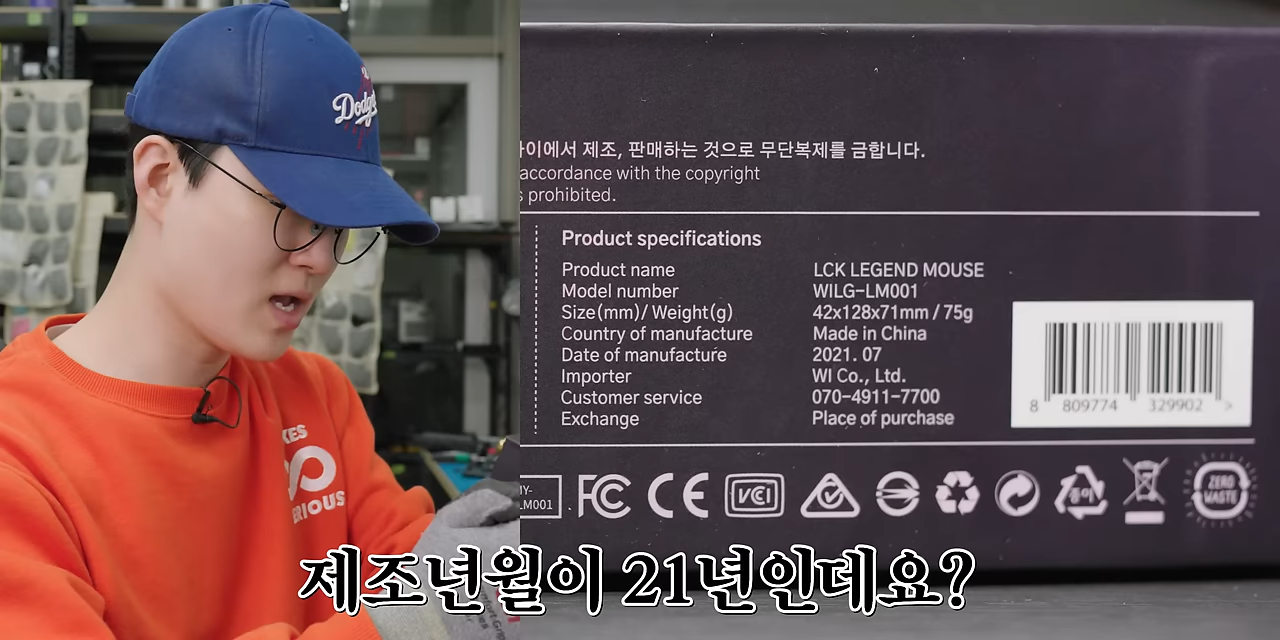 Dodgers
이에서 제조, 판매하는 것으로 무단복제를 금합니다.
accordance with the copyright
prohibited.
Product specifications
Product name LCK LEGEND MOUSE
Model number WILG-LM001
Size(mm)/ Weight(g) 42x128x71mm / 75g
Country of manufacture Made in China
Date of manufacture 2021. 07
Importer WI Co., Ltd.
Customer service 070-4911-7700
Exchange Place of purchase
8 809774 329902 >
LM001
FC CE VCI 종이 ZERO WASTE
제조년월이 21년인데요?